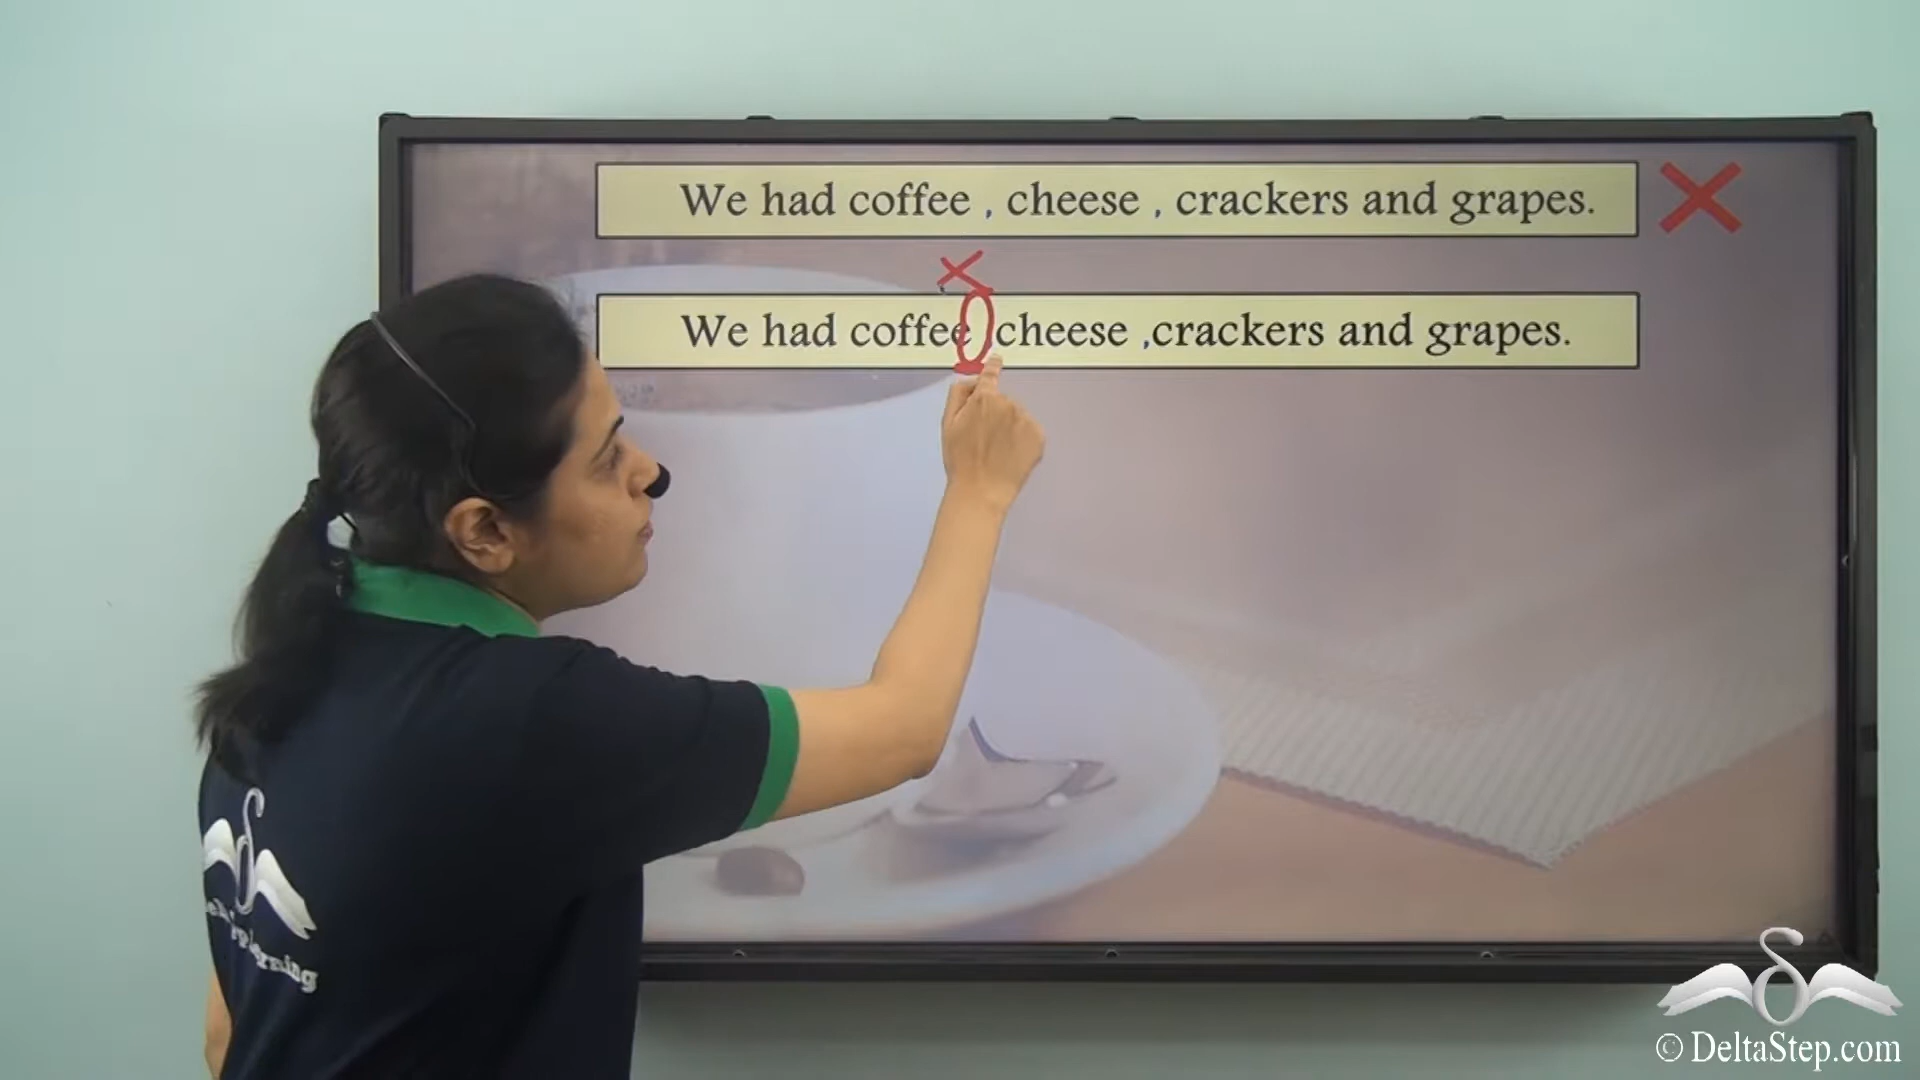 We had coffee , cheese , crackers and grapes.
We had coffee ,cheese ,crackers and grapes.
© DeltaStep.com